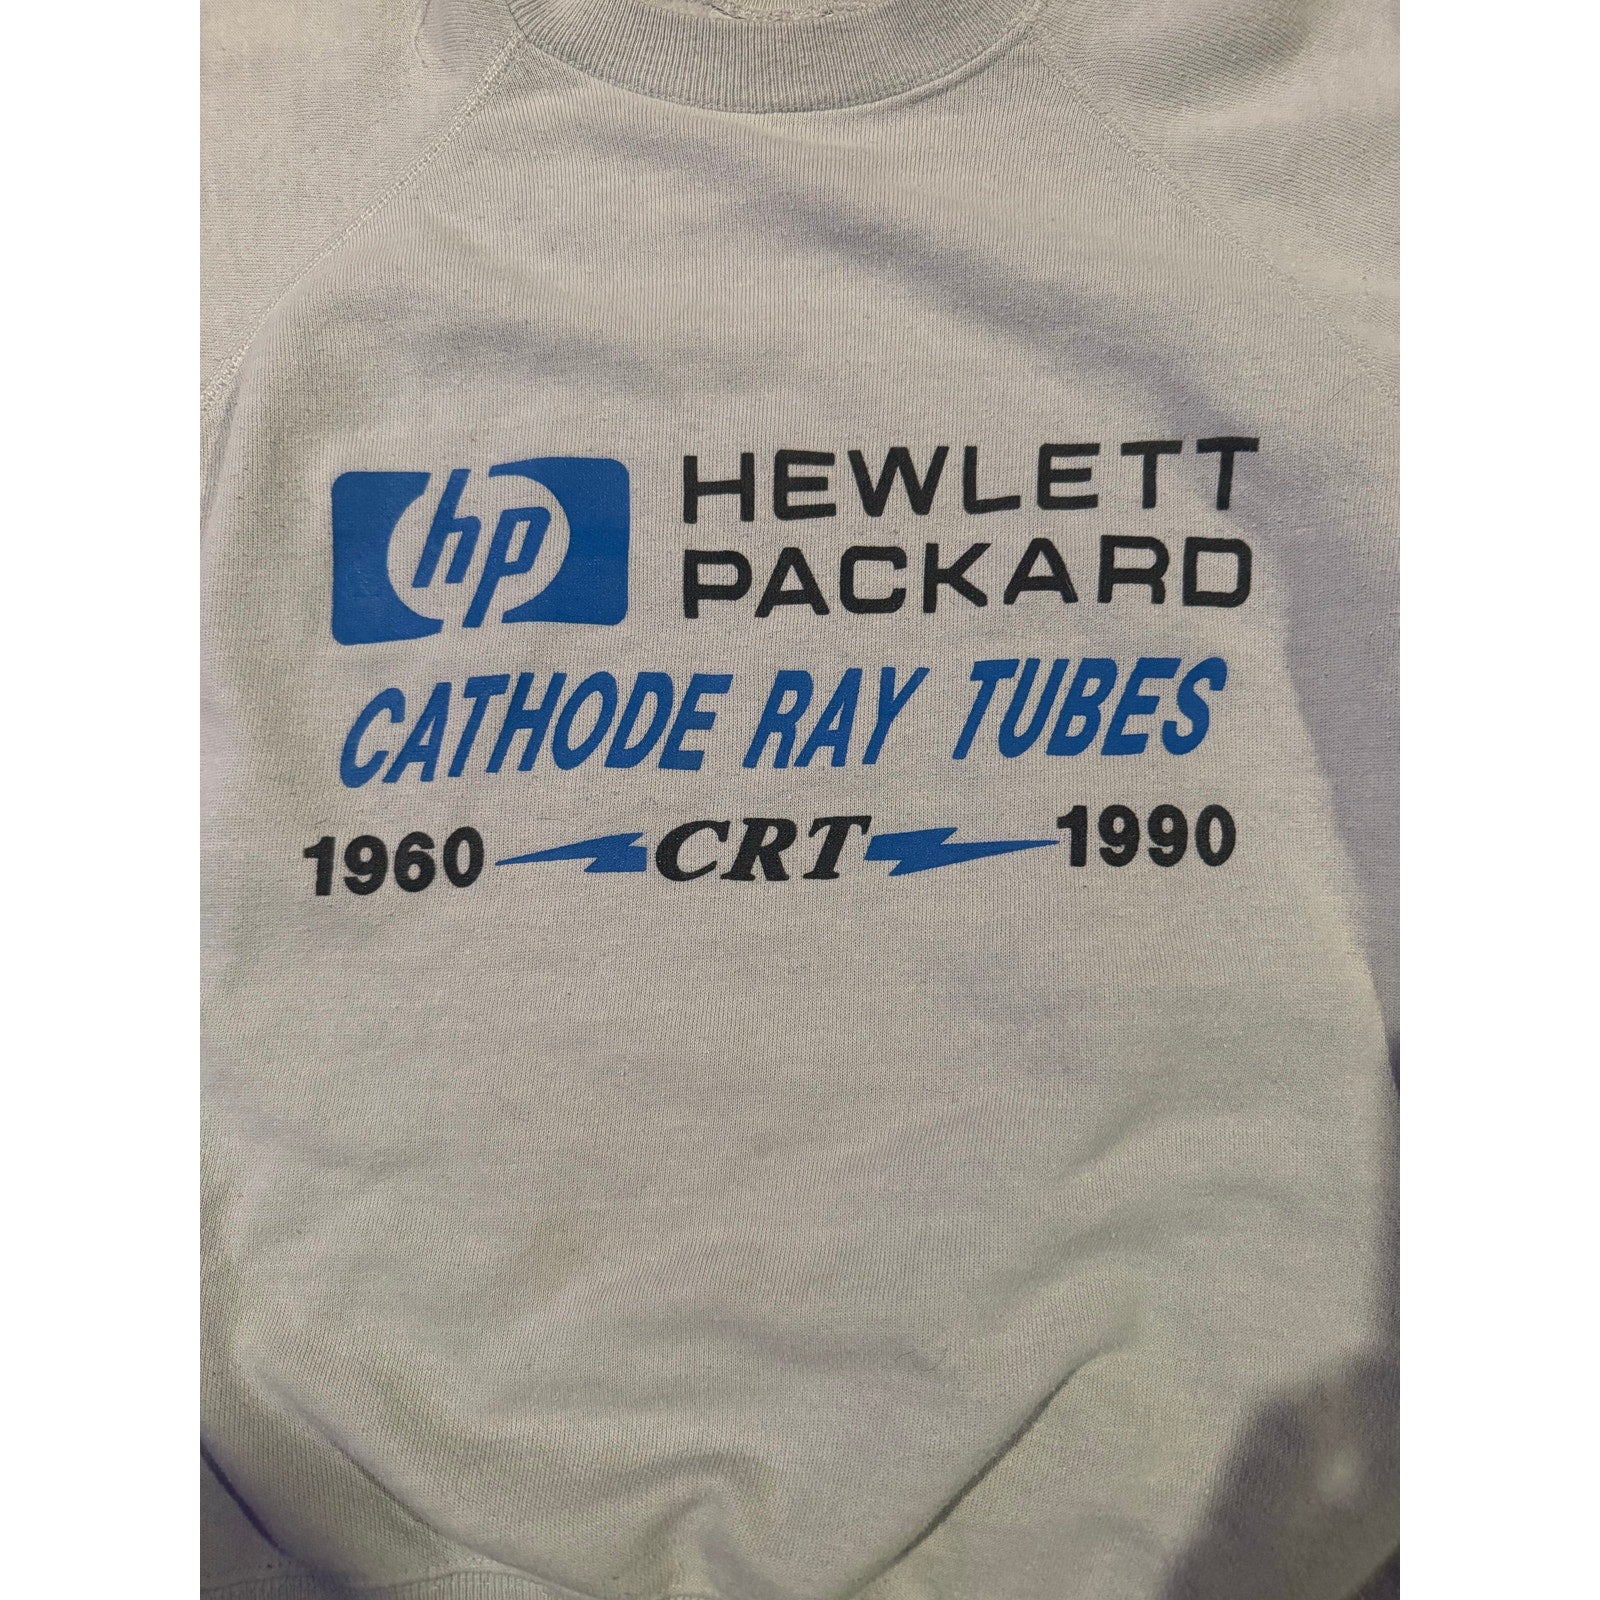 hp HEWLETT
PACKARD
CATHODE RAY TUBES
1960 CRT 1990